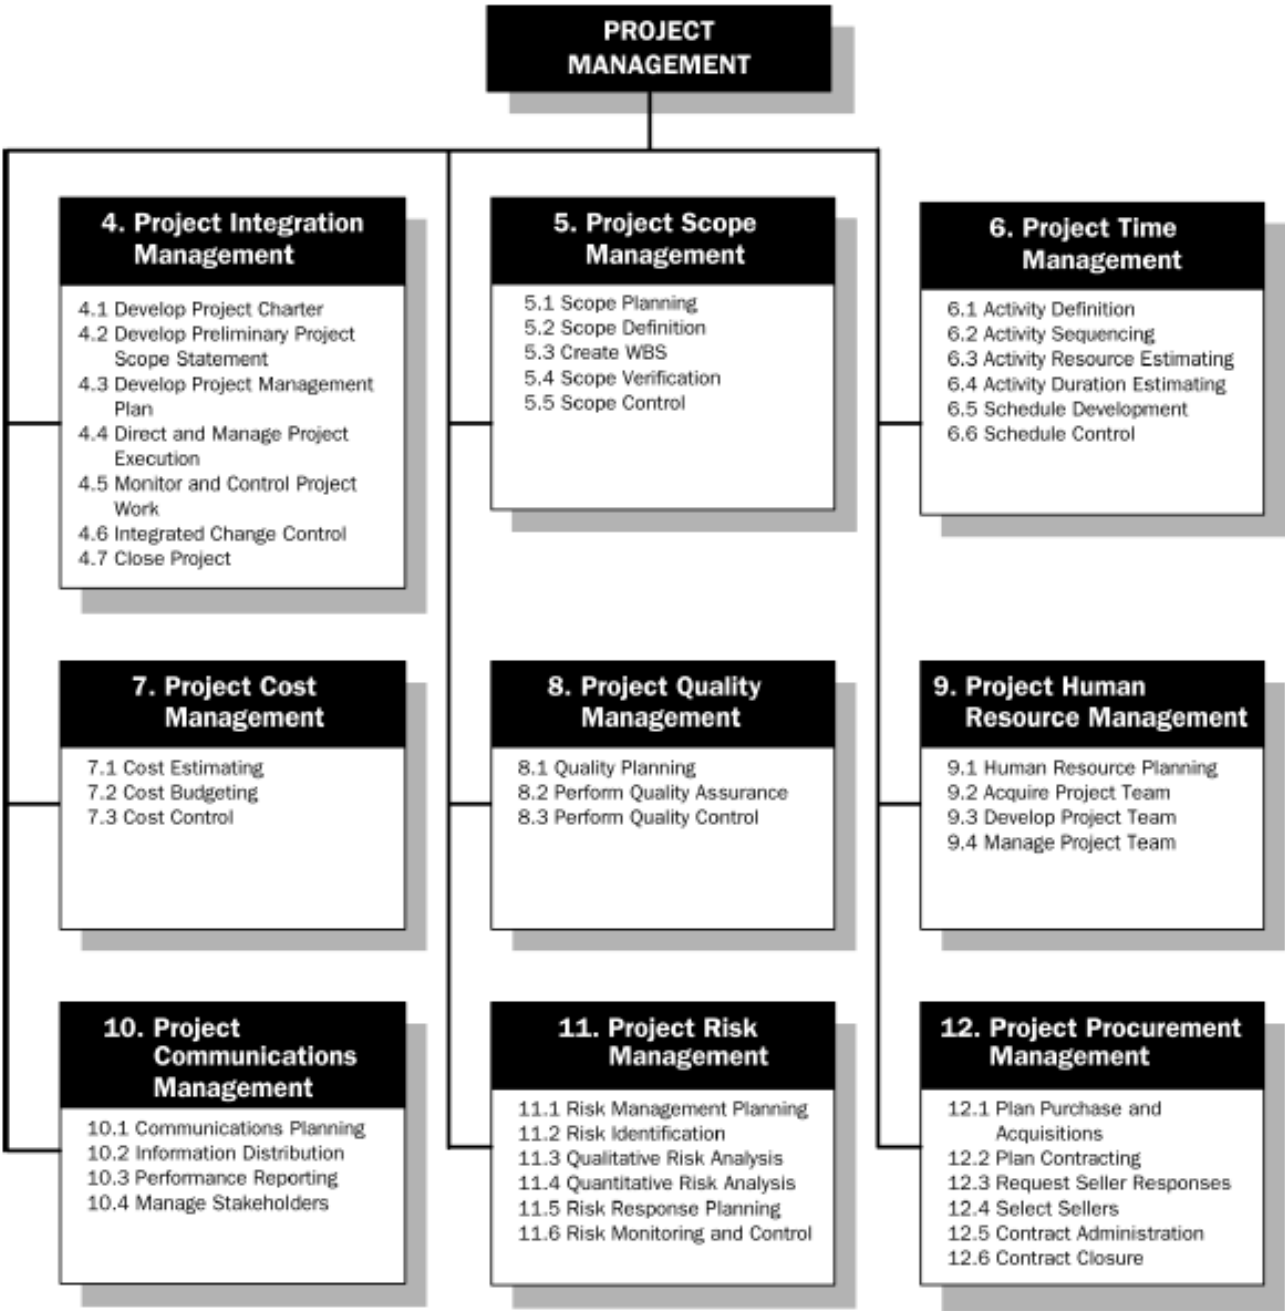 PROJECT
MANAGEMENT
4. Project Integration
Management
4.1 Develop Project Charter
4.2 Develop Preliminary Project
Scope Statement
4.3 Develop Project Management
Plan
4.4 Direct and Manage Project
Execution
4.5 Monitor and Control Project
Work
4.6 Integrated Change Control
4.7 Close Project
5. Project Scope
Management
5.1 Scope Planning
5.2 Scope Definition
5.3 Create WBS
5.4 Scope Verification
5.5 Scope Control
6. Project Time
Management
6.1 Activity Definition
6.2 Activity Sequencing
6.3 Activity Resource Estimating
6.4 Activity Duration Estimating
6.5 Schedule Development
6.6 Schedule Control
7. Project Cost
Management
7.1 Cost Estimating
7.2 Cost Budgeting
7.3 Cost Control
8. Project Quality
Management
8.1 Quality Planning
8.2 Perform Quality Assurance
8.3 Perform Quality Control
9. Project Human
Resource Management
9.1 Human Resource Planning
9.2 Acquire Project Team
9.3 Develop Project Team
9.4 Manage Project Team
10. Project
Communications
Management
10.1 Communications Planning
10.2 Information Distribution
10.3 Performance Reporting
10.4 Manage Stakeholders
11. Project Risk
Management
11.1 Risk Management Planning
11.2 Risk Identification
11.3 Qualitative Risk Analysis
11.4 Quantitative Risk Analysis
11.5 Risk Response Planning
11.6 Risk Monitoring and Control
12. Project Procurement
Management
12.1 Plan Purchase and
Acquisitions
12.2 Plan Contracting
12.3 Request Seller Responses
12.4 Select Sellers
12.5 Contract Administration
12.6 Contract Closure